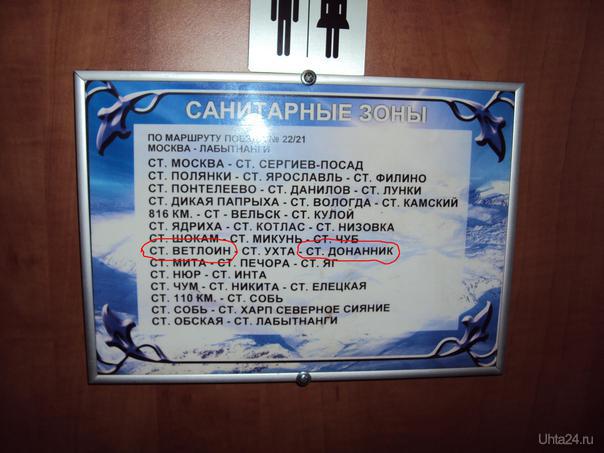 САНИТАРНЫЕ ЗОНЫ
ПО МАРШРУТУ ПОЕЗДА № 22/21
МОСКВА - ЛАБЫТНАНГИ
СТ. МОСКВА - СТ. СЕРГИЕВ-ПОСАД
СТ. ПОЛЯНКИ - СТ. ЯРОСЛАВЛЬ - СТ. ФИЛИНО
СТ. ПОНТЕЛЕЕВО - СТ. ДАНИЛОВ - СТ. ЛУНКИ
СТ. ДИКАЯ ПАПРЫХА - СТ. ВОЛОГДА - СТ. КАМСКИЙ
816 КМ. - СТ - ВЕЛЬСК - СТ. КУЛОЙ
СТ. ЯДРИХА - СТ. КОТЛАС - СТ. НИЗОВКА
СТ. ШОКАМ - СТ. МИКУНЬ - СТ. ЧУБ
СТ. ВЕТЛОИН - СТ. УХТА - СТ. ДОНАННИК
СТ. МИТА - СТ. ПЕЧОРА - СТ. ЯГ
СТ. НЮР - СТ. ИНТА
СТ. ЧУМ - СТ. НИКИТА - СТ. ЕЛЕЦКАЯ
СТ. 110 КМ. - СТ. СОБЬ
СТ. СОБЬ - СТ. ХАРП СЕВЕРНОЕ СИЯНИЕ
СТ. ОБСКАЯ - СТ. ЛАБЫТНАНГИ
Uhta24.ru